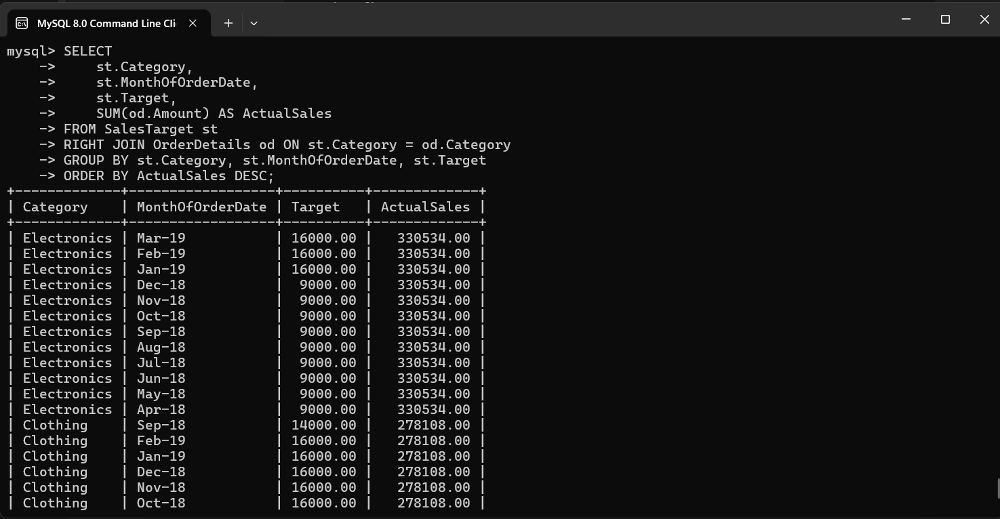 MySQL 8.0 Command Line Cli
mysql> SELECT
    ->     st.Category,
    ->     st.MonthOfOrderDate,
    ->     st.Target,
    ->     SUM(od.Amount) AS ActualSales
    -> FROM SalesTarget st
    -> RIGHT JOIN OrderDetails od ON st.Category = od.Category
    -> GROUP BY st.Category, st.MonthOfOrderDate, st.Target
    -> ORDER BY ActualSales DESC;
+-------------+------------------+----------+-------------+
| Category    | MonthOfOrderDate | Target   | ActualSales |
+-------------+------------------+----------+-------------+
| Electronics | Mar-19           | 16000.00 |   330534.00 |
| Electronics | Feb-19           | 16000.00 |   330534.00 |
| Electronics | Jan-19           | 16000.00 |   330534.00 |
| Electronics | Dec-18           |  9000.00 |   330534.00 |
| Electronics | Nov-18           |  9000.00 |   330534.00 |
| Electronics | Oct-18           |  9000.00 |   330534.00 |
| Electronics | Sep-18           |  9000.00 |   330534.00 |
| Electronics | Aug-18           |  9000.00 |   330534.00 |
| Electronics | Jul-18           |  9000.00 |   330534.00 |
| Electronics | Jun-18           |  9000.00 |   330534.00 |
| Electronics | May-18           |  9000.00 |   330534.00 |
| Electronics | Apr-18           |  9000.00 |   330534.00 |
| Clothing    | Sep-18           | 14000.00 |   278108.00 |
| Clothing    | Feb-19           | 16000.00 |   278108.00 |
| Clothing    | Jan-19           | 16000.00 |   278108.00 |
| Clothing    | Dec-18           | 16000.00 |   278108.00 |
| Clothing    | Nov-18           | 16000.00 |   278108.00 |
| Clothing    | Oct-18           | 16000.00 |   278108.00 |